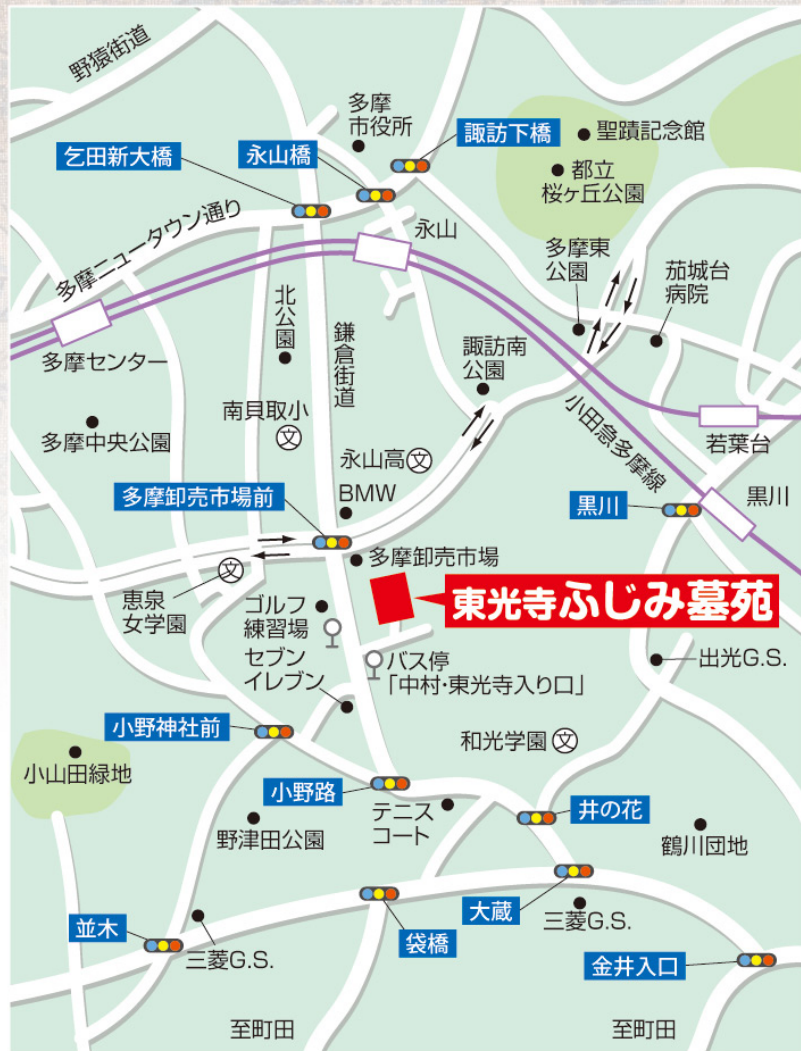 野猿街道
多摩
市役所
諏訪下橋
聖蹟記念館
乞田新大橋
永山橋
都立
桜ヶ丘公園
多摩ニュータウン通り
永山
多摩東
公園
茄城台
病院
北公園
鎌倉街道
諏訪南
公園
多摩センター
小田急多摩線
多摩中央公園
南貝取小
文
若葉台
永山高
文
BMW
多摩卸売市場前
黒川
黒川
多摩卸売市場
文
恵泉
女学園
ゴルフ
練習場
東光寺ふじみ墓苑
セブン
イレブン
バス停
「中村・東光寺入り口」
出光G.S.
小野神社前
和光学園
文
小山田緑地
小野路
テニス
コート
井の花
野津田公園
鶴川団地
大蔵
並木
三菱G.S.
袋橋
三菱G.S.
金井入口
至町田
至町田